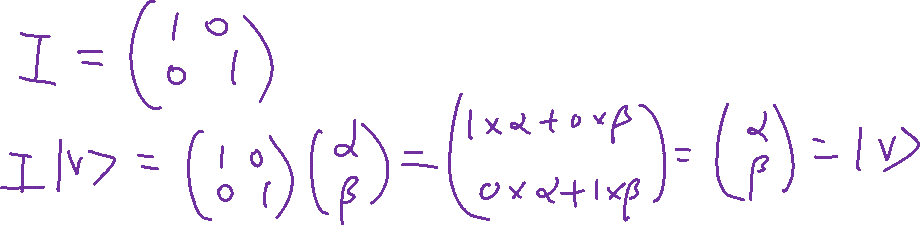 I = (1 0; 0 1)
I |v> = (1 0; 0 1) (α; β) = (1 × α + 0 × β; 0 × α + 1 × β) = (α; β) = |v>